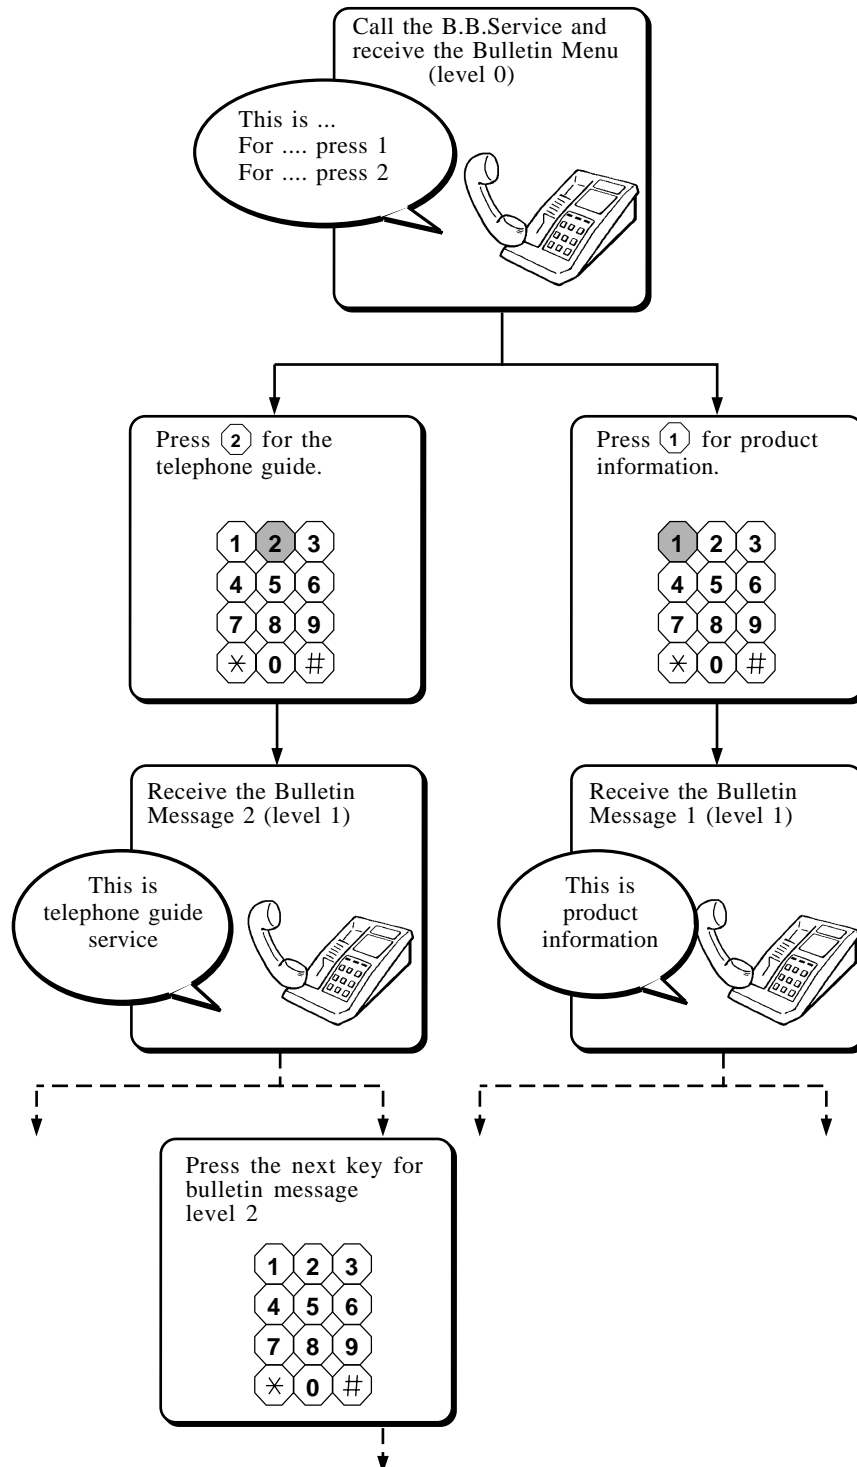 Call the B.B.Service and
receive the Bulletin Menu
(level 0)
This is ...
For .... press 1
For .... press 2
Press 2 for the
telephone guide.
1 2 3
4 5 6
7 8 9
* 0 #
Press 1 for product
information.
1 2 3
4 5 6
7 8 9
* 0 #
Receive the Bulletin
Message 2 (level 1)
This is
telephone guide
service
Receive the Bulletin
Message 1 (level 1)
This is
product
information
Press the next key for
bulletin message
level 2
1 2 3
4 5 6
7 8 9
* 0 #